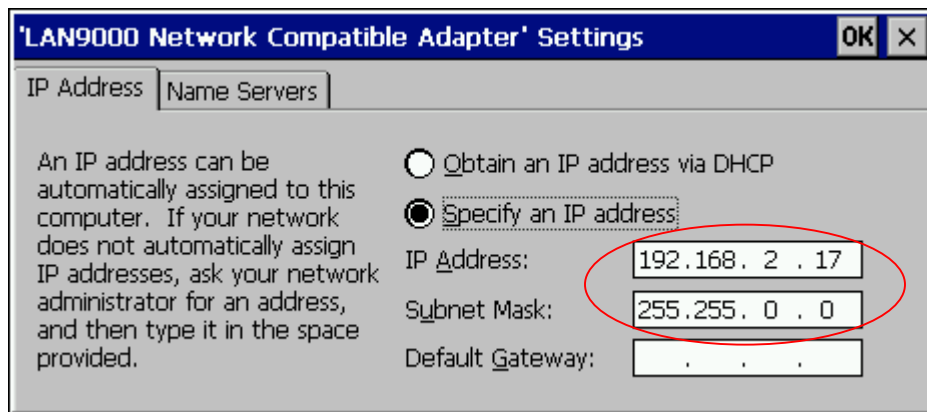 'LAN9000 Network Compatible Adapter' Settings OK ×
IP Address Name Servers
An IP address can be
automatically assigned to this
computer. If your network
does not automatically assign
IP addresses, ask your network
administrator for an address,
and then type it in the space
provided.
Obtain an IP address via DHCP
Specify an IP address
IP Address: 192.168. 2 . 17
Subnet Mask: 255.255. 0 . 0
Default Gateway: . . .